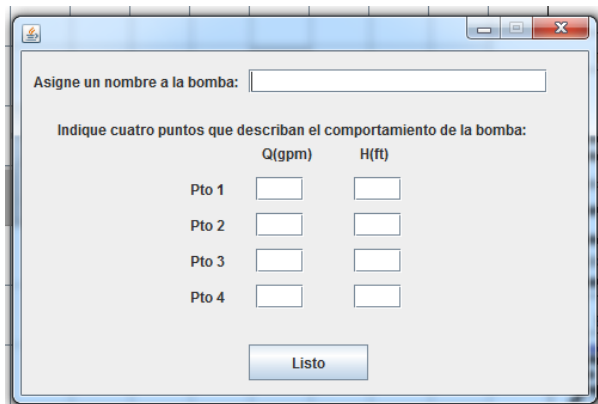 Asigne un nombre a la bomba:
Indique cuatro puntos que describan el comportamiento de la bomba:
Q(gpm) H(ft)
Pto 1
Pto 2
Pto 3
Pto 4
Listo